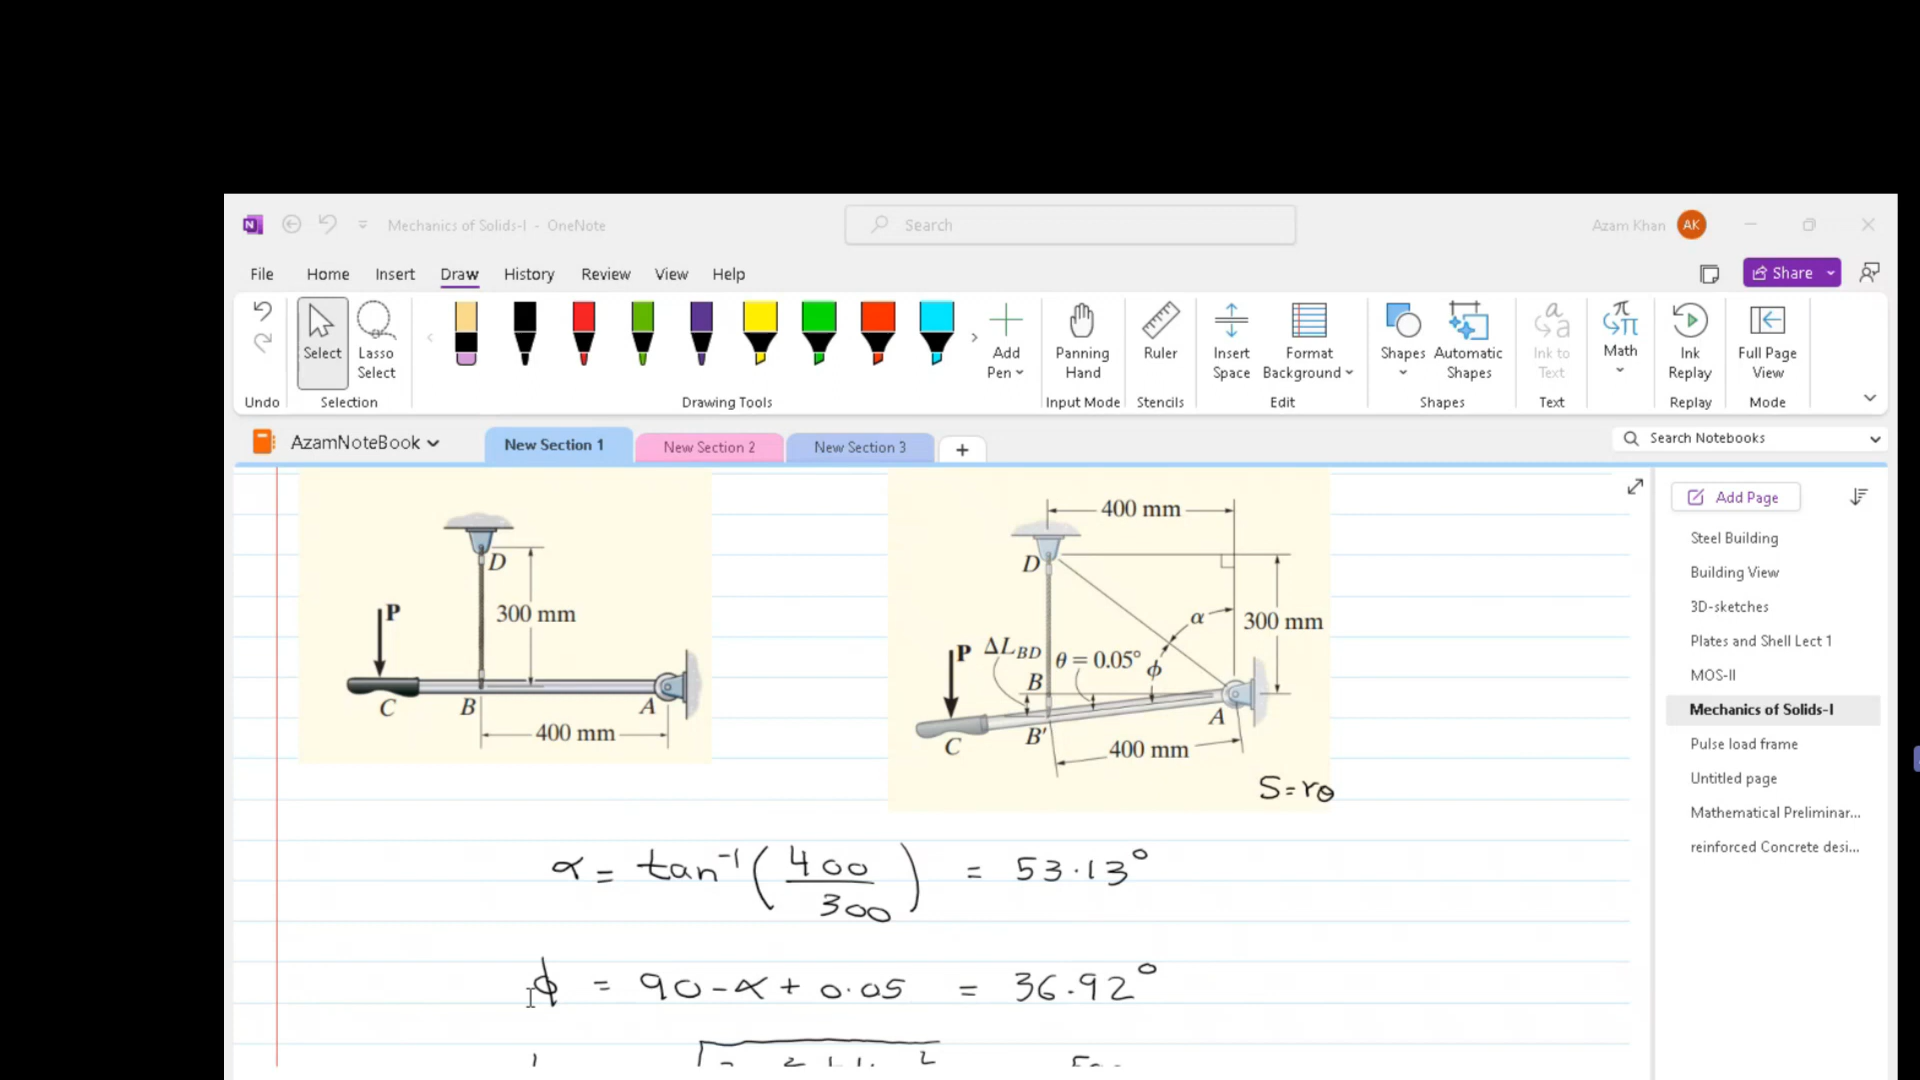 Mechanics of Solids-I - OneNote
Search
Azam Khan
AK
File Home Insert Draw History Review View Help
Share
Select
Lasso Select
Add Pen
Panning Hand
Ruler
Insert Space
Format Background
Shapes
Automatic Shapes
Ink to Text
Math
Ink Replay
Full Page View
Undo
Selection
Drawing Tools
Input Mode
Stencils
Edit
Shapes
Text
Replay
Mode
AzamNoteBook
New Section 1
New Section 2
New Section 3
+
Search Notebooks
Add Page
Steel Building
Building View
3D-sketches
Plates and Shell Lect 1
MOS-II
Mechanics of Solids-I
Pulse load frame
Untitled page
Mathematical Preliminar...
reinforced Concrete desi...
D
300 mm
P
C
B
A
400 mm
400 mm
D
α
300 mm
P
ΔL_BD
θ = 0.05°
ϕ
B
A
C
B'
400 mm
S = rθ
α = tan⁻¹ (400/300) = 53.13°
ϕ = 90 - α + 0.05 = 36.92°